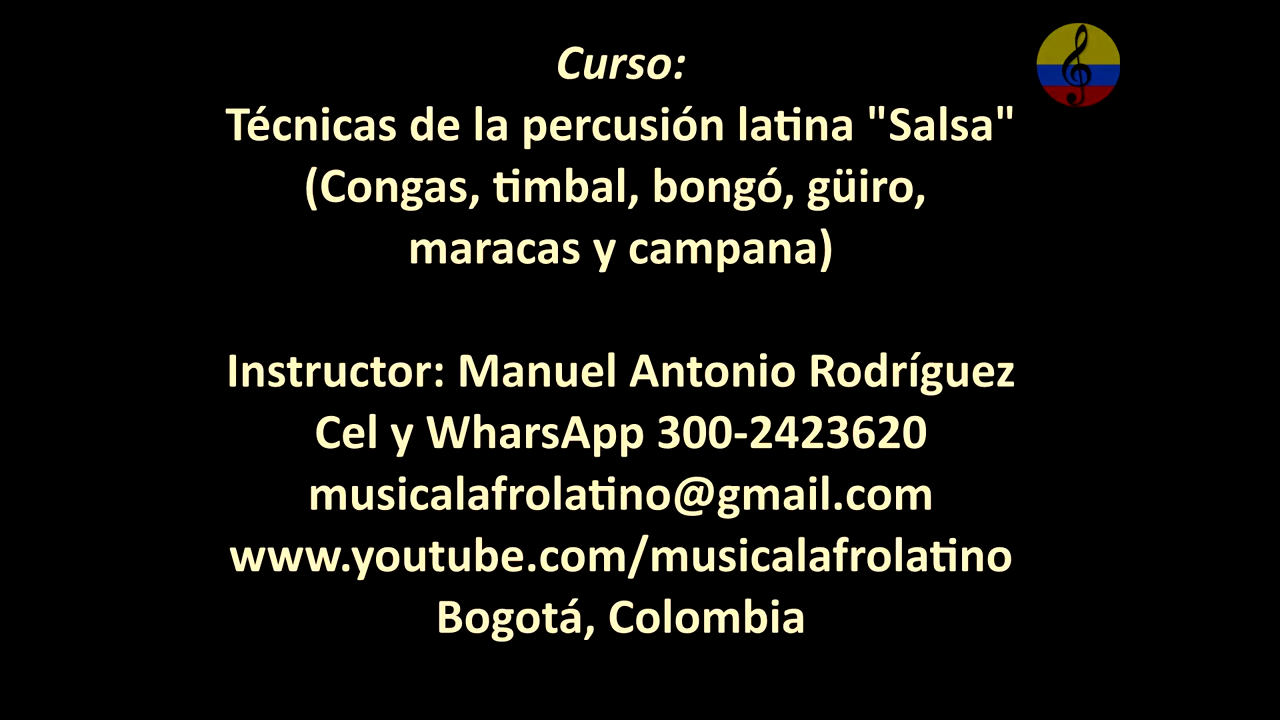 Curso:
Técnicas de la percusión latina "Salsa"
(Congas, timbal, bongó, güiro,
maracas y campana)
Instructor: Manuel Antonio Rodríguez
Cel y WharsApp 300-2423620
musicalafrolatino@gmail.com
www.youtube.com/musicalafrolatino
Bogotá, Colombia